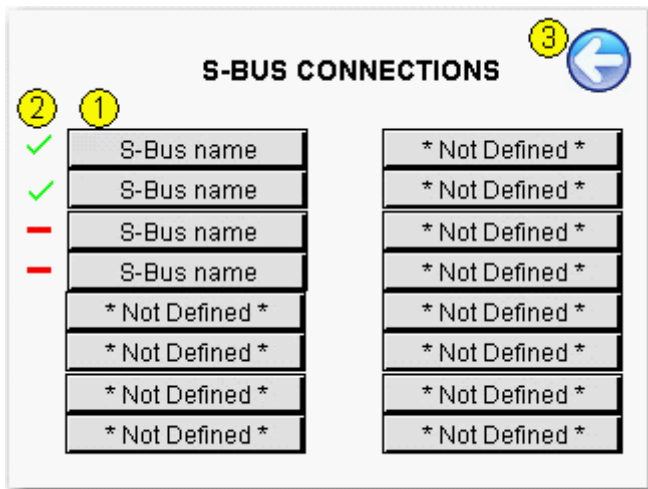 3
S-BUS CONNECTIONS
2 1
S-Bus name * Not Defined *
S-Bus name * Not Defined *
S-Bus name * Not Defined *
S-Bus name * Not Defined *
* Not Defined * * Not Defined *
* Not Defined * * Not Defined *
* Not Defined * * Not Defined *
* Not Defined * * Not Defined *